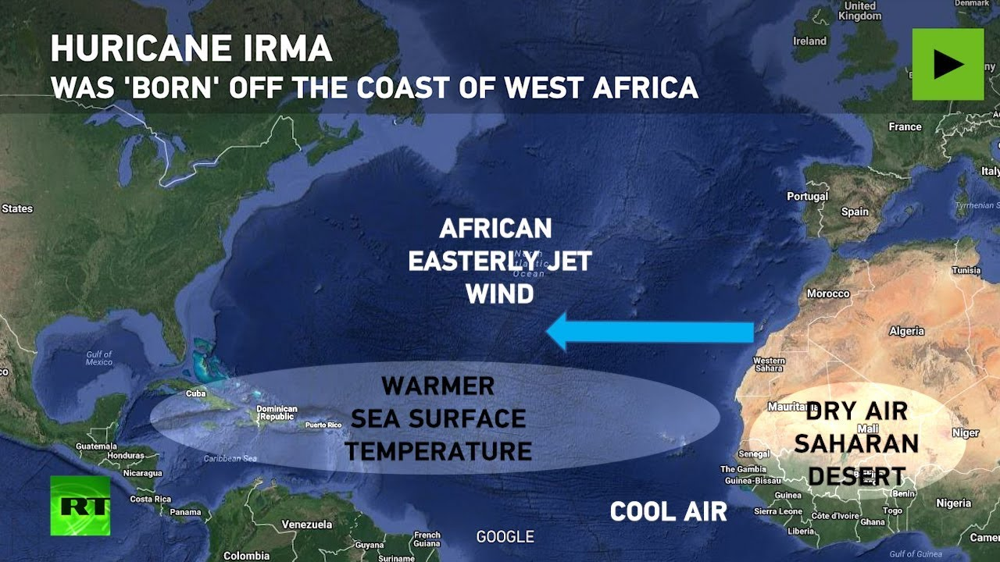 HURICANE IRMA
WAS 'BORN' OFF THE COAST OF WEST AFRICA
United
Kingdom
Denmark
Ireland
France
Italy
Portugal
Spain
Tyrrhenian S
States
AFRICAN
EASTERLY JET
WIND
Ocean
Tunisia
Morocco
Algeria
Gulf of
Mexico
Western
Sahara
Cuba
WARMER
SEA SURFACE
TEMPERATURE
Dominican
Republic
Puerto Rico
Mauritania
DRY AIR
SAHARAN
DESERT
Mali
Niger
Guatemala
Honduras
Caribbean Sea
Nicaragua
Senegal
The Gambia
Guinea-Bissau
RT
Costa Rica
Panama
Guinea
Benin
Nigeria
Sierra Leone
Côte d'Ivoire
Togo
Ghana
Liberia
COOL AIR
Venezuela
GOOGLE
Guyana
French
Guiana
Suriname
Colombia
Camer
Gulf of Guinea